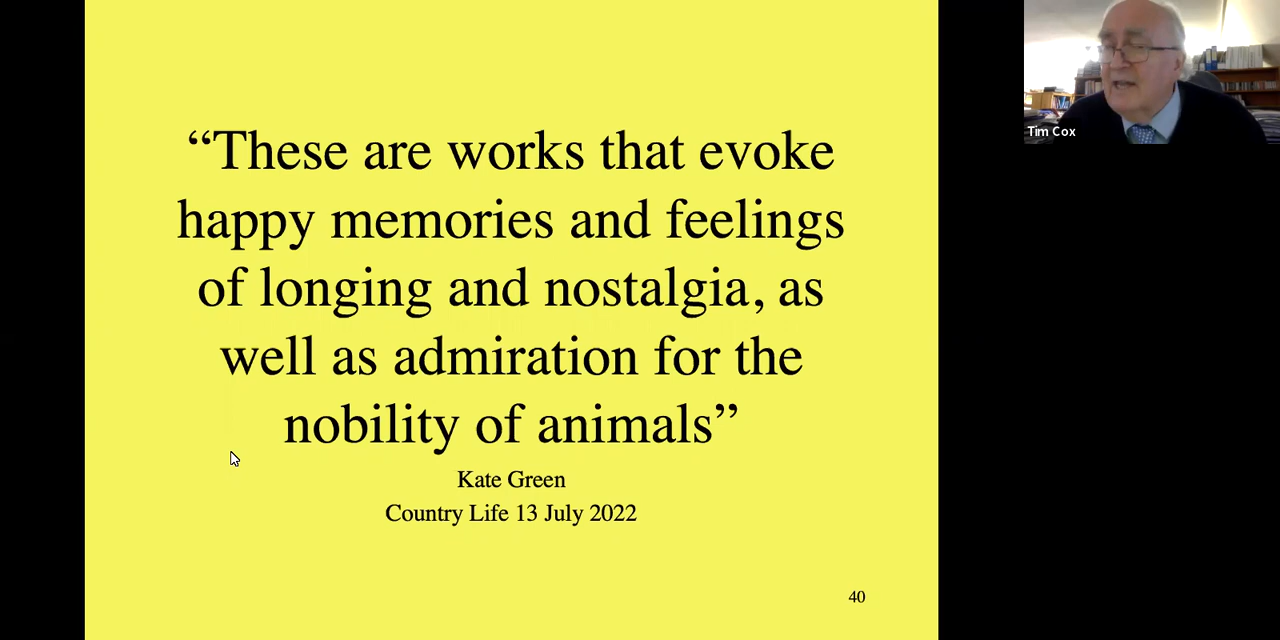 “These are works that evoke
happy memories and feelings
of longing and nostalgia, as
well as admiration for the
nobility of animals”
Kate Green
Country Life 13 July 2022
40
Tim Cox